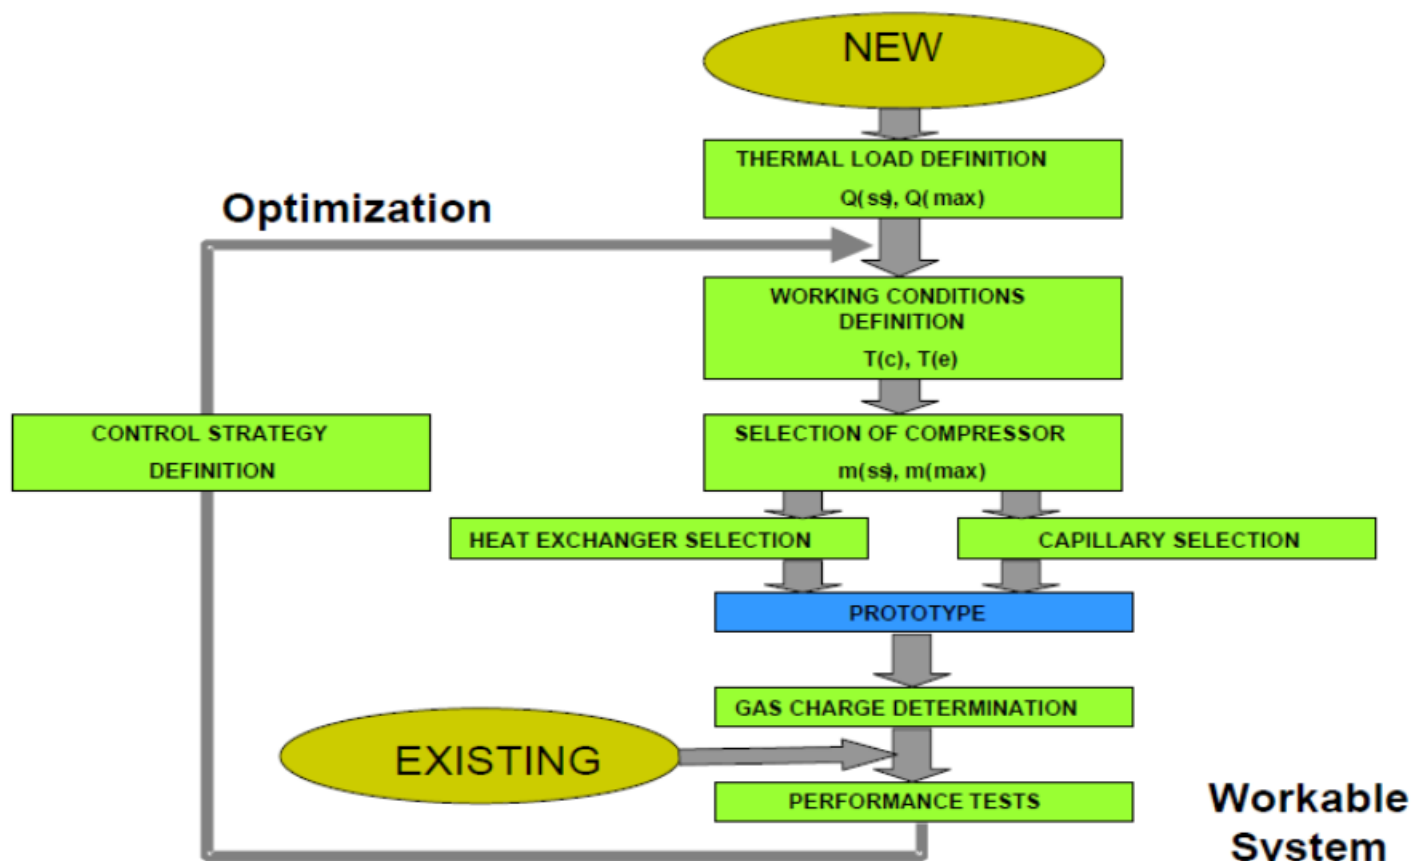 NEW
THERMAL LOAD DEFINITION
Q(ss), Q(max)
Optimization
WORKING CONDITIONS
DEFINITION
T(c), T(e)
CONTROL STRATEGY
DEFINITION
SELECTION OF COMPRESSOR
m(ss), m(max)
HEAT EXCHANGER SELECTION
CAPILLARY SELECTION
PROTOTYPE
GAS CHARGE DETERMINATION
EXISTING
PERFORMANCE TESTS
Workable
System